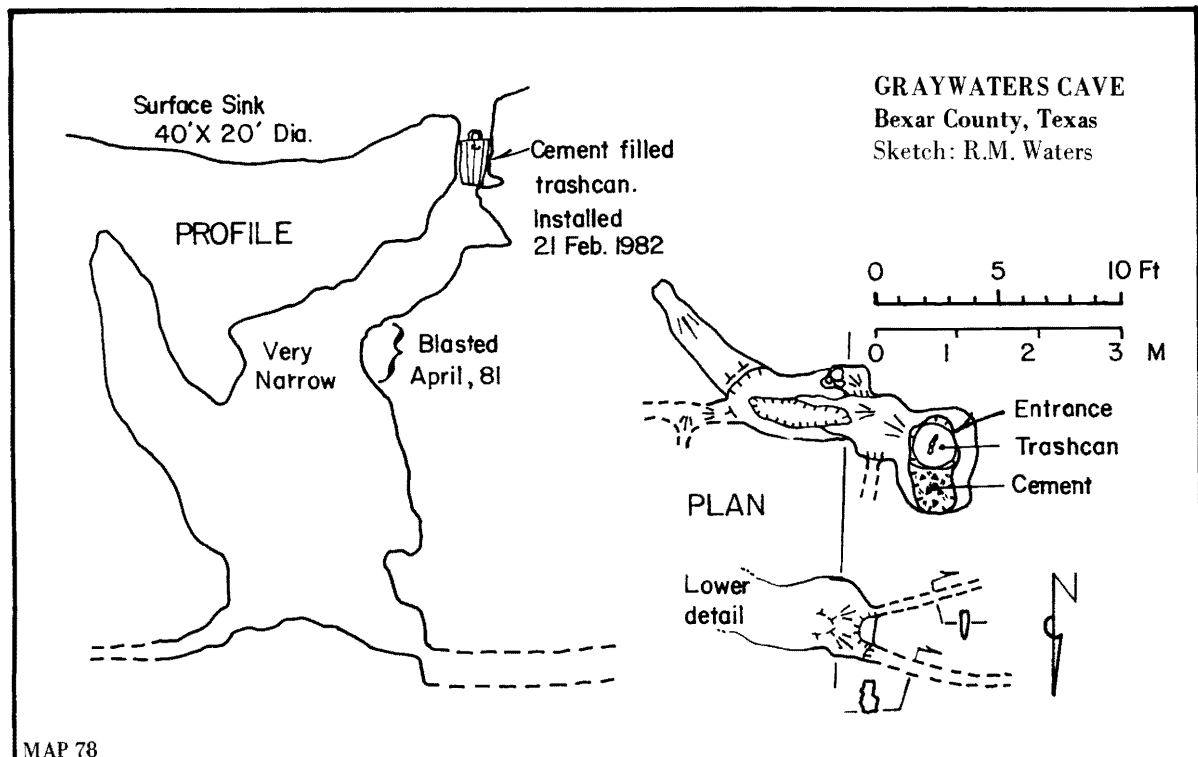 GRAYWATERS CAVE
Bexar County, Texas
Sketch: R.M. Waters
Surface Sink
40'X 20' Dia.
Cement filled
trashcan.
Installed
21 Feb. 1982
PROFILE
Very
Narrow
Blasted
April, 81
0 5 10 Ft
0 1 2 3 M
Entrance
Trashcan
Cement
PLAN
Lower
detail
N
MAP 78